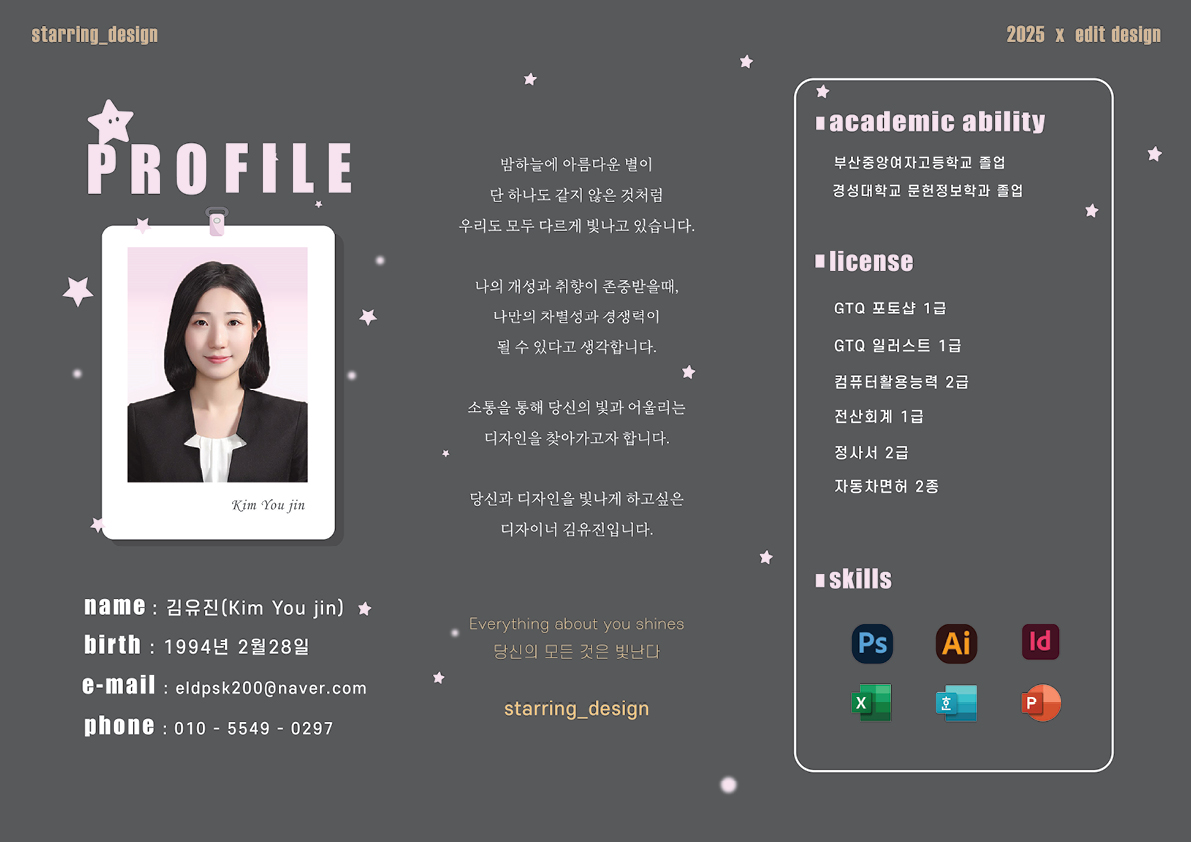 starring_design
2025 x edit design
PROFILE
Kim You jin
name : 김유진(Kim You jin)
birth : 1994년 2월28일
e-mail : eldpsk200@naver.com
phone : 010 - 5549 - 0297
밤하늘에 아름다운 별이
단 하나도 같지 않은 것처럼
우리도 모두 다르게 빛나고 있습니다.
나의 개성과 취향이 존중받을때,
나만의 차별성과 경쟁력이
될 수 있다고 생각합니다.
소통을 통해 당신의 빛과 어울리는
디자인을 찾아가고자 합니다.
당신과 디자인을 빛나게 하고싶은
디자이너 김유진입니다.
Everything about you shines
당신의 모든 것은 빛난다
starring_design
academic ability
부산중앙여자고등학교 졸업
경성대학교 문헌정보학과 졸업
license
GTQ 포토샵 1급
GTQ 일러스트 1급
컴퓨터활용능력 2급
전산회계 1급
정사서 2급
자동차면허 2종
skills
Ps Ai Id
X 호 P